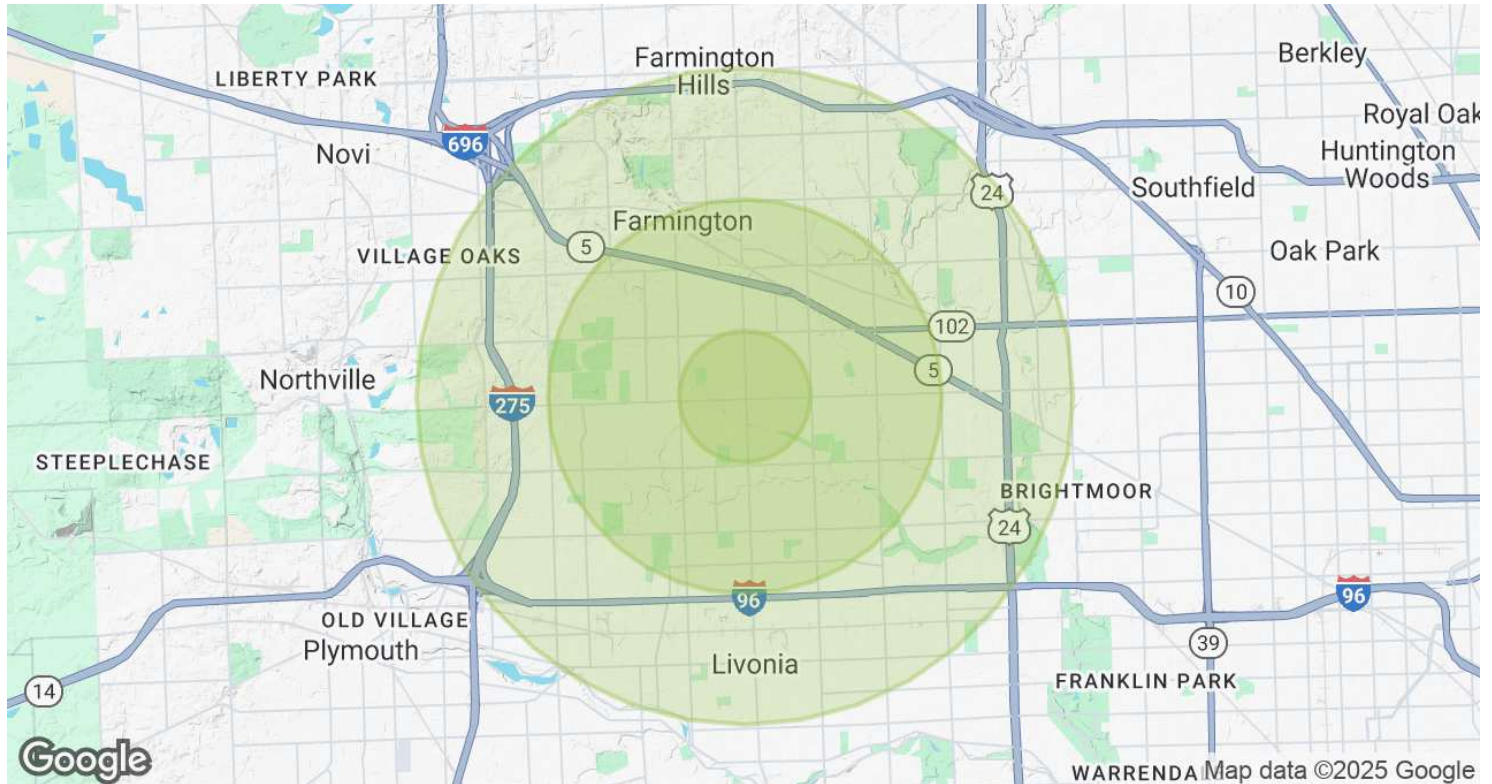 Farmington
Hills
Berkley
LIBERTY PARK
Royal Oak
696
Novi
Huntington
Woods
Southfield
24
Farmington
5
VILLAGE OAKS
Oak Park
10
102
5
Northville
275
STEEPLECHASE
BRIGHTMOOR
24
96
96
OLD VILLAGE
Plymouth
39
Livonia
14
FRANKLIN PARK
Google
WARRENDA
Map data ©2025 Google